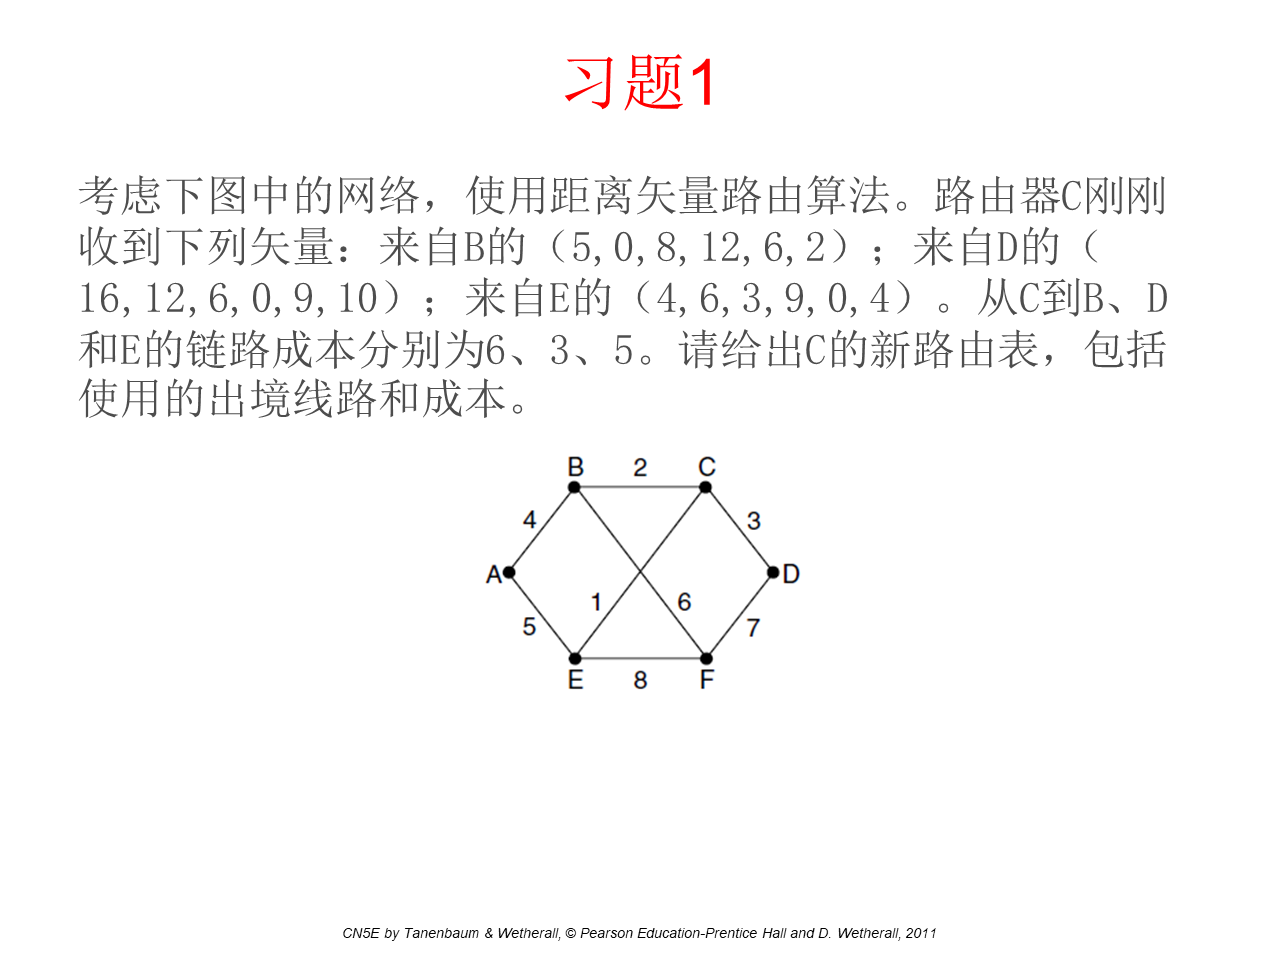 习题1
考虑下图中的网络，使用距离矢量路由算法。路由器C刚刚
收到下列矢量：来自B的（5,0,8,12,6,2）；来自D的（
16,12,6,0,9,10）；来自E的（4,6,3,9,0,4）。从C到B、D
和E的链路成本分别为6、3、5。请给出C的新路由表，包括
使用的出境线路和成本。
B 2 C
4 3
A D
1 6
5 7
E 8 F
CN5E by Tanenbaum & Wetherall, © Pearson Education-Prentice Hall and D. Wetherall, 2011